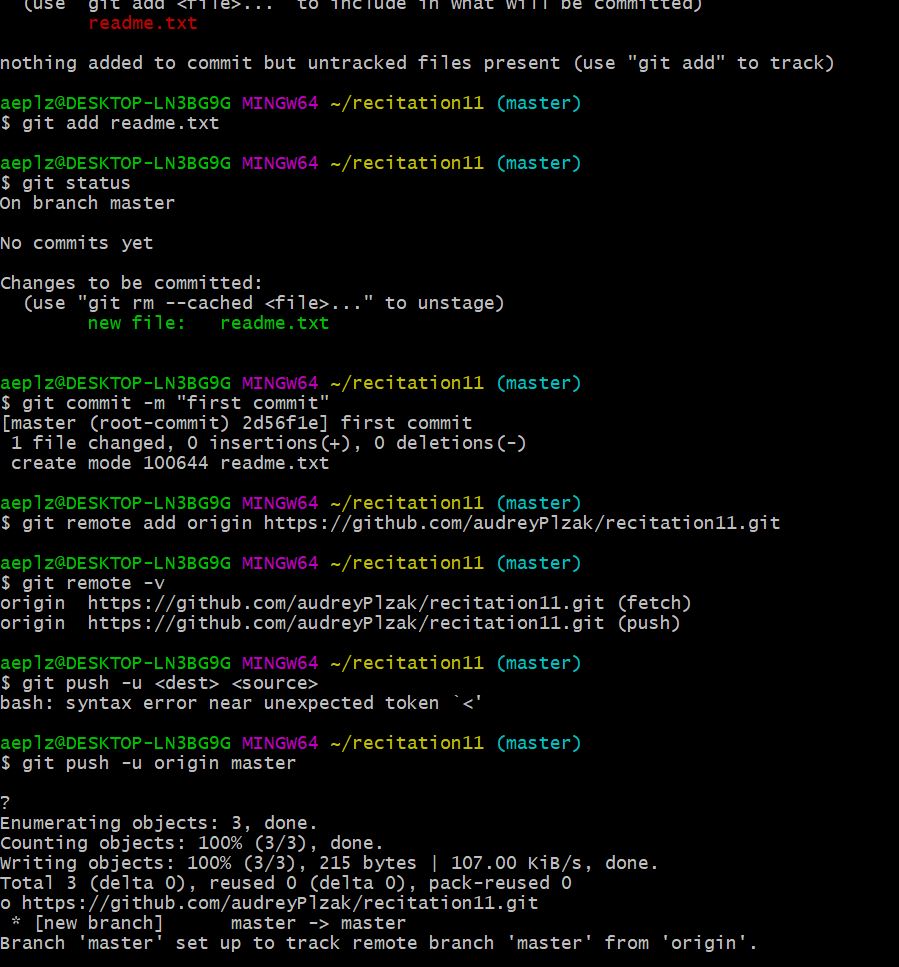 (use "git add <file>..." to include in what will be committed)
readme.txt
nothing added to commit but untracked files present (use "git add" to track)
aeplz@DESKTOP-LN3BG9G MINGW64 ~/recitation11 (master)
$ git add readme.txt
aeplz@DESKTOP-LN3BG9G MINGW64 ~/recitation11 (master)
$ git status
On branch master
No commits yet
Changes to be committed:
(use "git rm --cached <file>..." to unstage)
new file:   readme.txt
aeplz@DESKTOP-LN3BG9G MINGW64 ~/recitation11 (master)
$ git commit -m "first commit"
[master (root-commit) 2d56f1e] first commit
1 file changed, 0 insertions(+), 0 deletions(-)
create mode 100644 readme.txt
aeplz@DESKTOP-LN3BG9G MINGW64 ~/recitation11 (master)
$ git remote add origin https://github.com/audreyPlzak/recitation11.git
aeplz@DESKTOP-LN3BG9G MINGW64 ~/recitation11 (master)
$ git remote -v
origin  https://github.com/audreyPlzak/recitation11.git (fetch)
origin  https://github.com/audreyPlzak/recitation11.git (push)
aeplz@DESKTOP-LN3BG9G MINGW64 ~/recitation11 (master)
$ git push -u <dest> <source>
bash: syntax error near unexpected token `<'
aeplz@DESKTOP-LN3BG9G MINGW64 ~/recitation11 (master)
$ git push -u origin master
?
Enumerating objects: 3, done.
Counting objects: 100% (3/3), done.
Writing objects: 100% (3/3), 215 bytes | 107.00 KiB/s, done.
Total 3 (delta 0), reused 0 (delta 0), pack-reused 0
o https://github.com/audreyPlzak/recitation11.git
* [new branch]      master -> master
Branch 'master' set up to track remote branch 'master' from 'origin'.